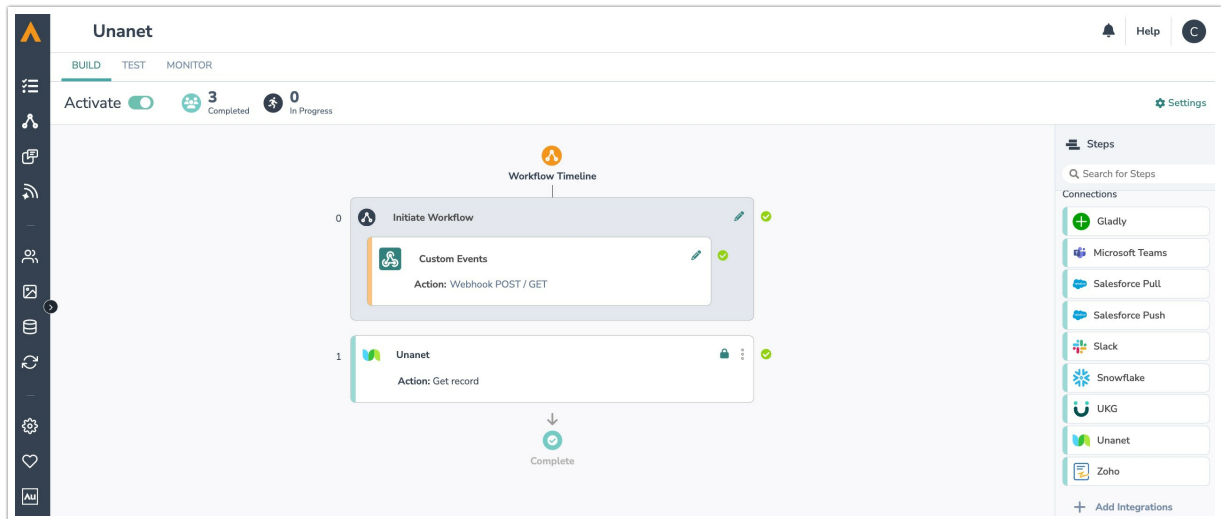 Unanet
Help
C
BUILD TEST MONITOR
Activate
3
Completed
0
In Progress
Settings
Workflow Timeline
0
Initiate Workflow
Custom Events
Action: Webhook POST / GET
1
Unanet
Action: Get record
Complete
Steps
Search for Steps
Connections
Gladly
Microsoft Teams
Salesforce Pull
Salesforce Push
Slack
Snowflake
UKG
Unanet
Zoho
+ Add Integrations
Au